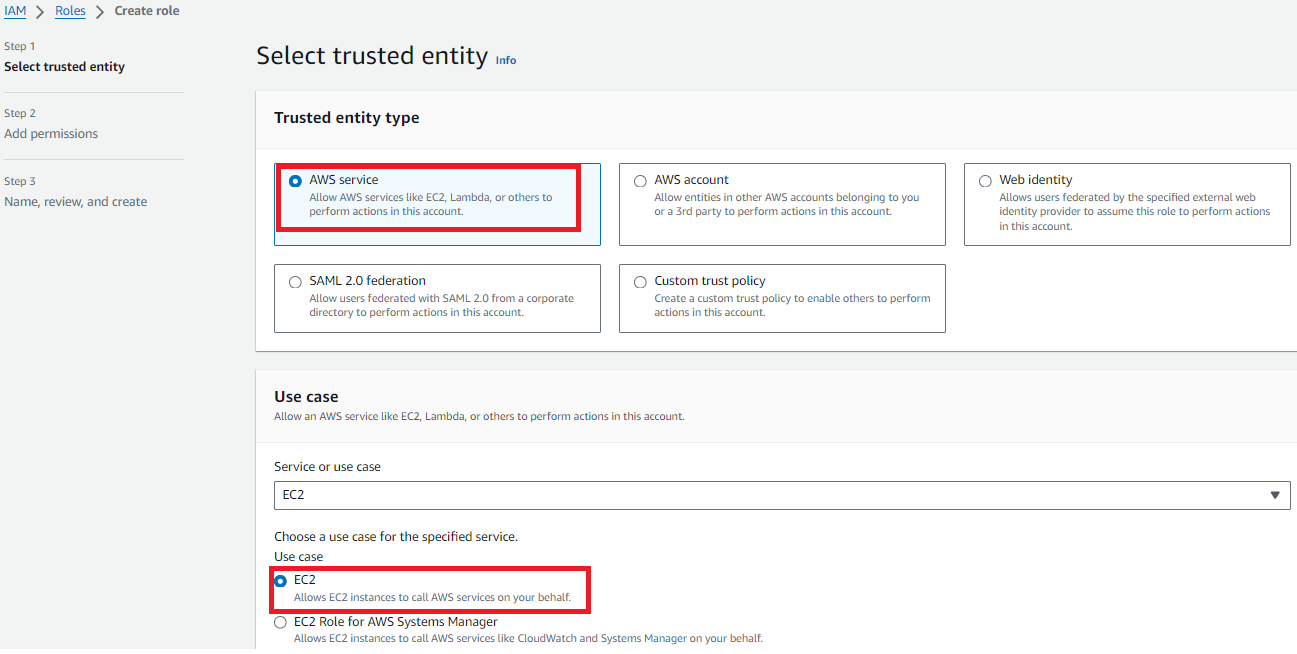 IAM > Roles > Create role
Step 1
Select trusted entity
Step 2
Add permissions
Step 3
Name, review, and create
Select trusted entity Info
Trusted entity type
AWS service
Allow AWS services like EC2, Lambda, or others to
perform actions in this account.
AWS account
Allow entities in other AWS accounts belonging to you
or a 3rd party to perform actions in this account.
Web identity
Allows users federated by the specified external web
identity provider to assume this role to perform actions
in this account.
SAML 2.0 federation
Allow users federated with SAML 2.0 from a corporate
directory to perform actions in this account.
Custom trust policy
Create a custom trust policy to enable others to perform
actions in this account.
Use case
Allow an AWS service like EC2, Lambda, or others to perform actions in this account.
Service or use case
EC2
Choose a use case for the specified service.
Use case
EC2
Allows EC2 instances to call AWS services on your behalf.
EC2 Role for AWS Systems Manager
Allows EC2 instances to call AWS services like CloudWatch and Systems Manager on your behalf.